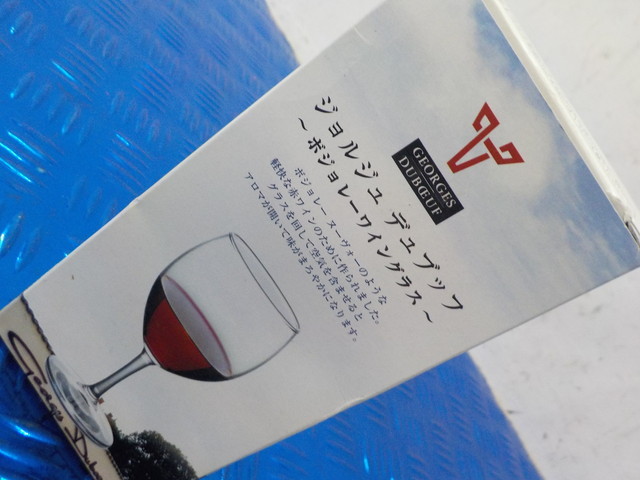 GEORGES
DUBŒUF
ジョルジュ デュブッフ
〜 ボジョレーワイングラス 〜
ボジョレー ヌーヴォーのような
軽快な赤ワインのために作られました。
グラスを回して空気を含ませると
アロマが開いて味がまろやかになります。